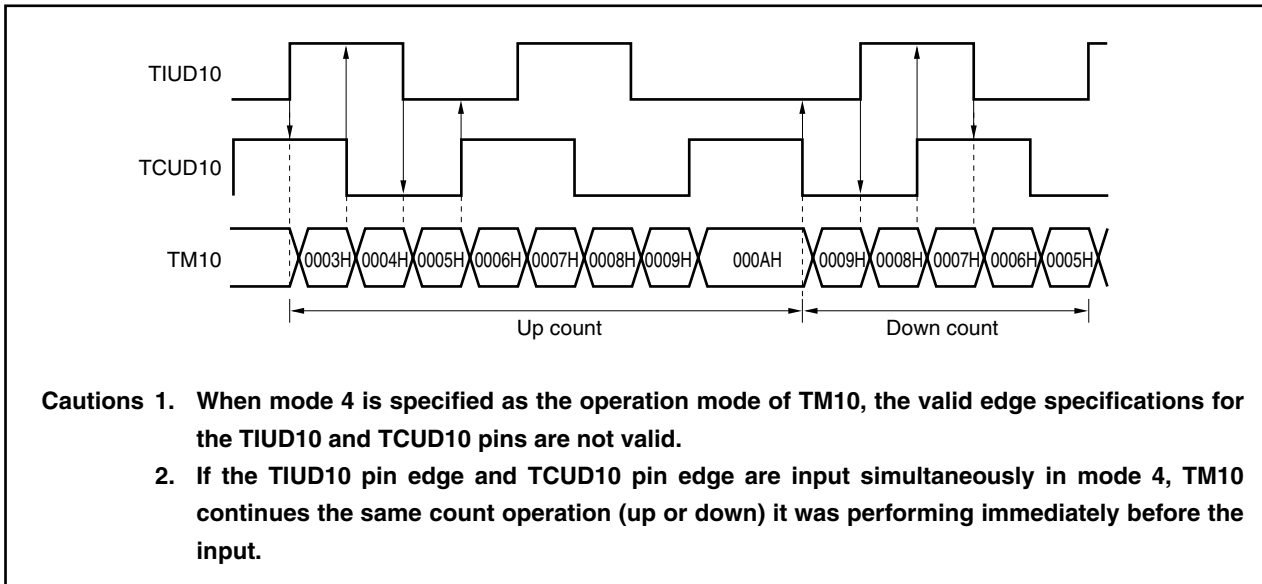 TIUD10
TCUD10
TM10
0003H 0004H 0005H 0006H 0007H 0008H 0009H 000AH 0009H 0008H 0007H 0006H 0005H
Up count Down count
Cautions 1. When mode 4 is specified as the operation mode of TM10, the valid edge specifications for
the TIUD10 and TCUD10 pins are not valid.
2. If the TIUD10 pin edge and TCUD10 pin edge are input simultaneously in mode 4, TM10
continues the same count operation (up or down) it was performing immediately before the
input.